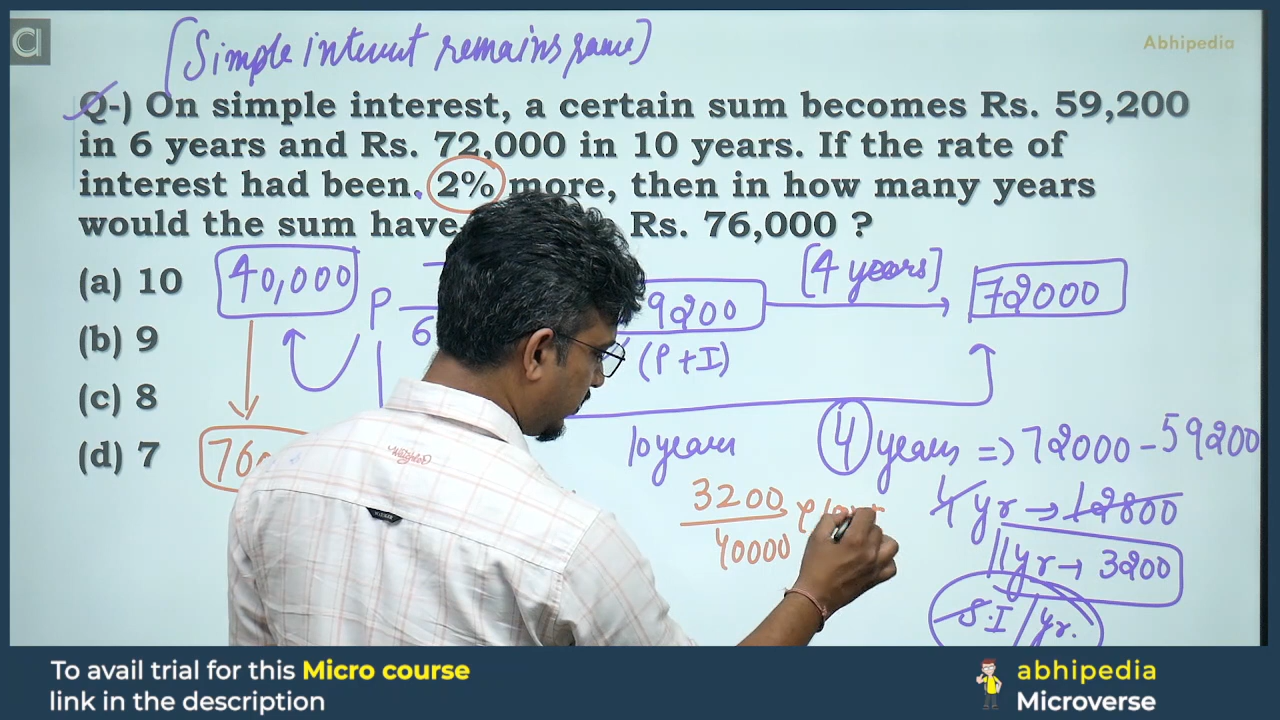 (Simple interest remains same)
Abhipedia
Q-) On simple interest, a certain sum becomes Rs. 59,200
in 6 years and Rs. 72,000 in 10 years. If the rate of
interest had been 2% more, then in how many years
would the sum have Rs. 76,000 ?
(a) 10
(b) 9
(c) 8
(d) 7
40,000
P
6
9200
[4 years]
72000
(P+I)
760
10 years
4 years => 72000-59200
4 yr → 12800
1 yr → 3200
S.I/yr.
3200
40000
To avail trial for this Micro course
link in the description
abhipedia
Microverse